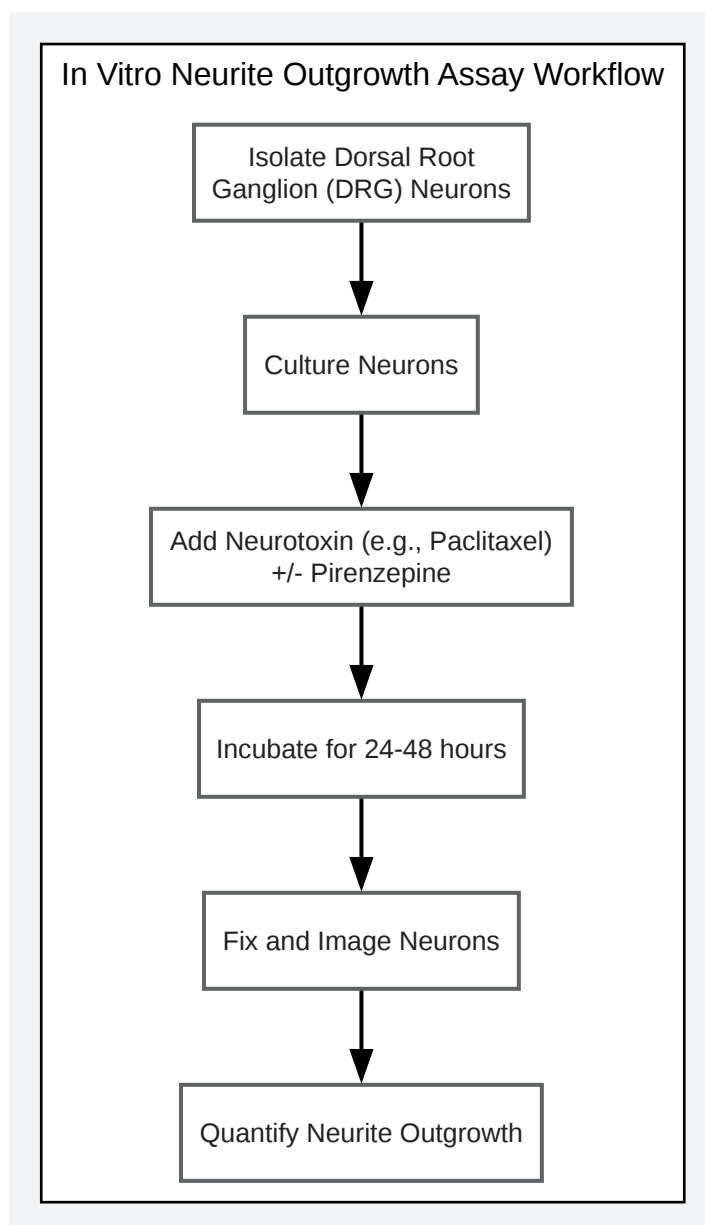 In Vitro Neurite Outgrowth Assay Workflow
Isolate Dorsal Root
Ganglion (DRG) Neurons
Culture Neurons
Add Neurotoxin (e.g., Paclitaxel)
+/- Pirenzepine
Incubate for 24-48 hours
Fix and Image Neurons
Quantify Neurite Outgrowth